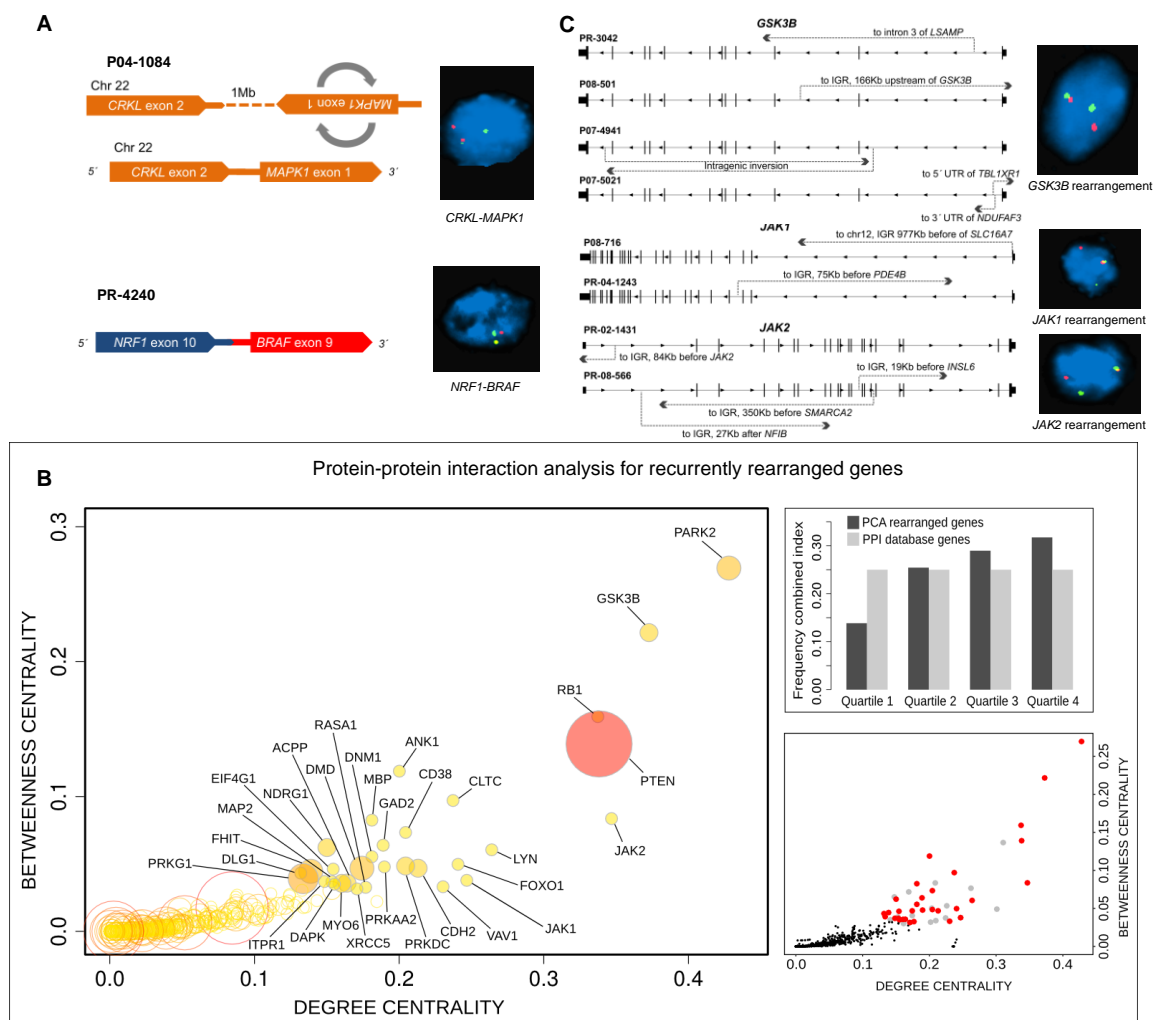 A
P04-1084
Chr 22
1Mb
CRKL exon 2
MAPK1 exon 1
Chr 22
5´ CRKL exon 2 MAPK1 exon 1 3´
CRKL-MAPK1
PR-4240
5´ NRF1 exon 10 BRAF exon 9 3´
NRF1-BRAF
C
GSK3B
PR-3042
to intron 3 of LSAMP
P08-501
to IGR, 166Kb upstream of GSK3B
P07-4941
Intragenic inversion
P07-5021
to 5´ UTR of TBL1XR1
to 3´ UTR of NDUFAF3
GSK3B rearrangement
JAK1
P08-716
to chr12, IGR 977Kb before of SLC16A7
PR-04-1243
to IGR, 75Kb before PDE4B
JAK1 rearrangement
PR-02-1431
JAK2
to IGR, 84Kb before JAK2
PR-08-566
to IGR, 19Kb before INSL6
to IGR, 350Kb before SMARCA2
to IGR, 27Kb after NFIB
JAK2 rearrangement
B
Protein-protein interaction analysis for recurrently rearranged genes
BETWEENNESS CENTRALITY
0.3
0.2
0.1
0.0
PARK2
GSK3B
RB1
PTEN
RASA1
ACPP
DNM1
ANK1
EIF4G1
DMD
MBP
CD38
CLTC
MAP2
NDRG1
GAD2
FHIT
JAK2
PRKG1
DLG1
LYN
FOXO1
ITPR1
DAPK
MYO6
XRCC5
PRKAA2
PRKDC
CDH2
VAV1
JAK1
0.0 0.1 0.2 0.3 0.4
DEGREE CENTRALITY
Frequency combined index
0.30
0.20
0.10
0.00
PCA rearranged genes
PPI database genes
Quartile 1 Quartile 2 Quartile 3 Quartile 4
0.25
0.20
0.15
0.10
0.05
0.00
BETWEENNESS CENTRALITY
0.0 0.1 0.2 0.3 0.4
DEGREE CENTRALITY